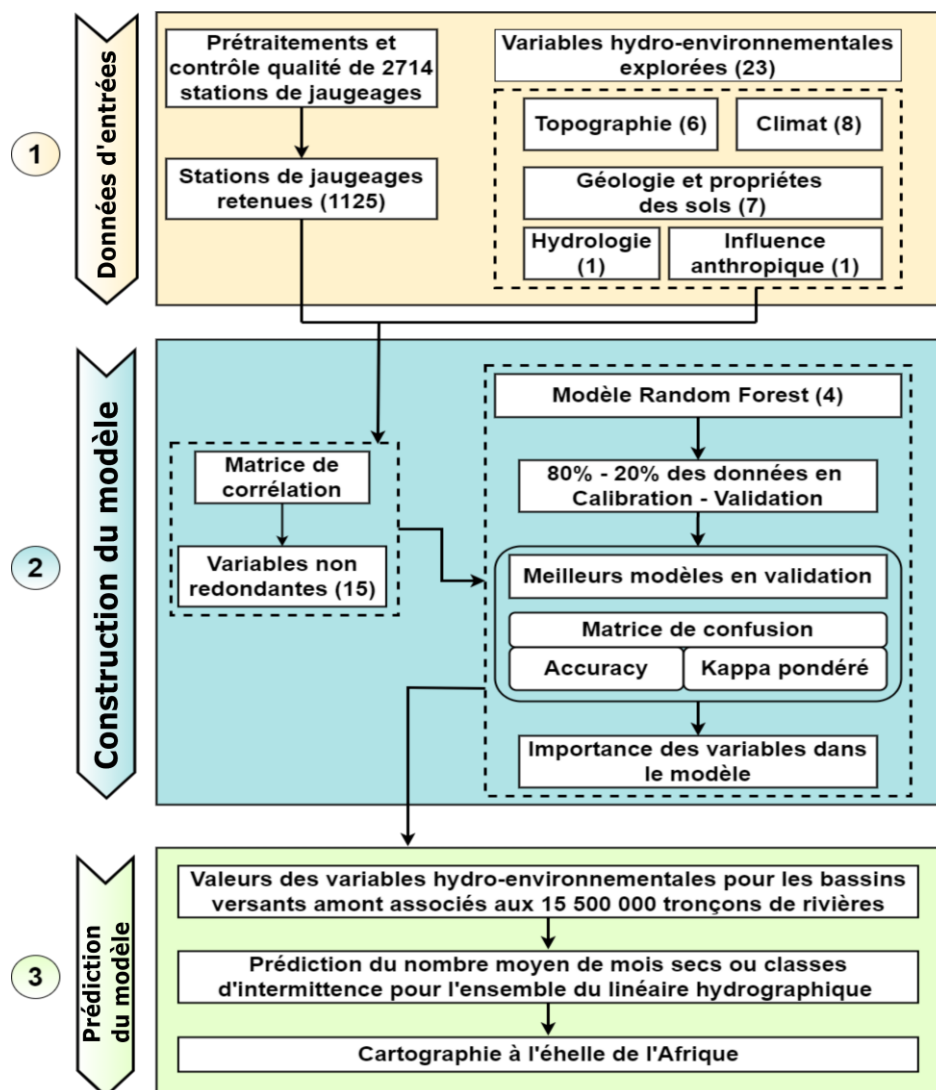 1
Données d'entrées
Prétraitements et
contrôle qualité de 2714
stations de jaugeages
Stations de jaugeages
retenues (1125)
Variables hydro-environnementales
explorées (23)
Topographie (6)
Climat (8)
Géologie et propriétes
des sols (7)
Hydrologie
(1)
Influence
anthropique (1)
2
Construction du modèle
Matrice de
corrélation
Variables non
redondantes (15)
Modèle Random Forest (4)
80% - 20% des données en
Calibration - Validation
Meilleurs modèles en validation
Matrice de confusion
Accuracy
Kappa pondéré
Importance des variables dans
le modèle
3
Prédiction
du modèle
Valeurs des variables hydro-environnementales pour les bassins
versants amont associés aux 15 500 000 tronçons de rivières
Prédiction du nombre moyen de mois secs ou classes
d'intermittence pour l'ensemble du linéaire hydrographique
Cartographie à l'éhelle de l'Afrique